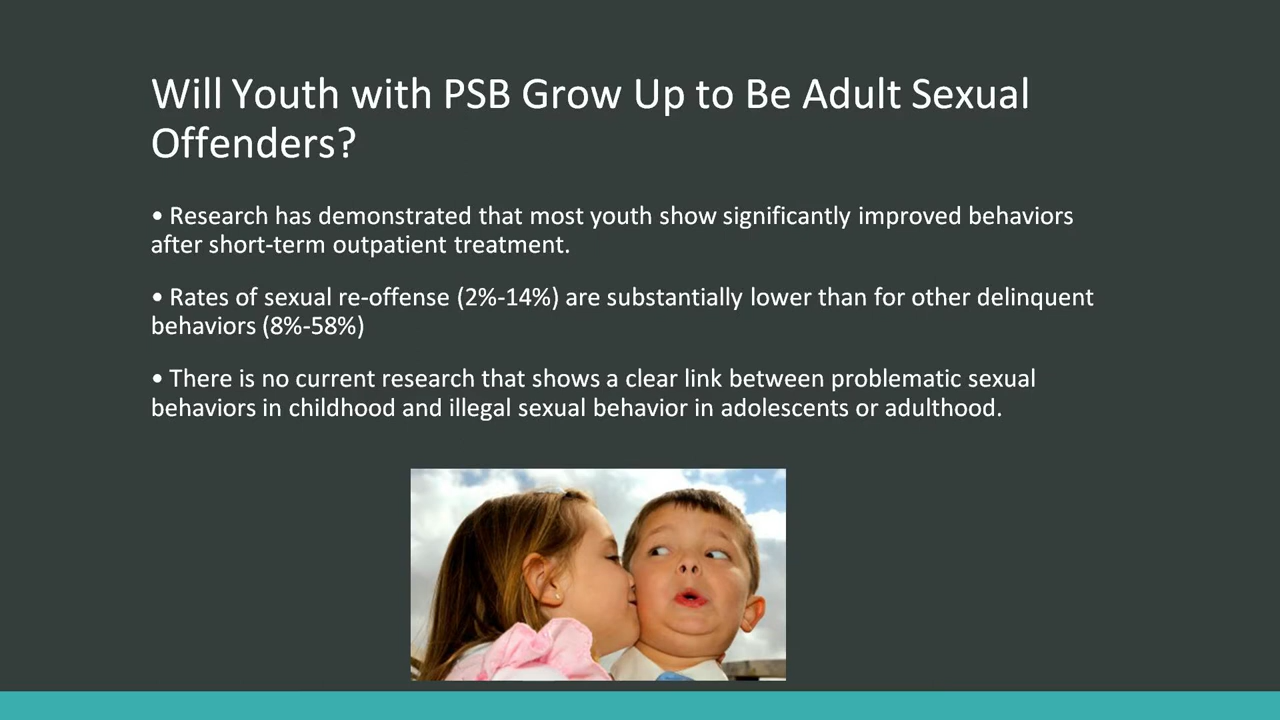 Will Youth with PSB Grow Up to Be Adult Sexual
Offenders?
• Research has demonstrated that most youth show significantly improved behaviors
after short-term outpatient treatment.
• Rates of sexual re-offense (2%-14%) are substantially lower than for other delinquent
behaviors (8%-58%)
• There is no current research that shows a clear link between problematic sexual
behaviors in childhood and illegal sexual behavior in adolescents or adulthood.